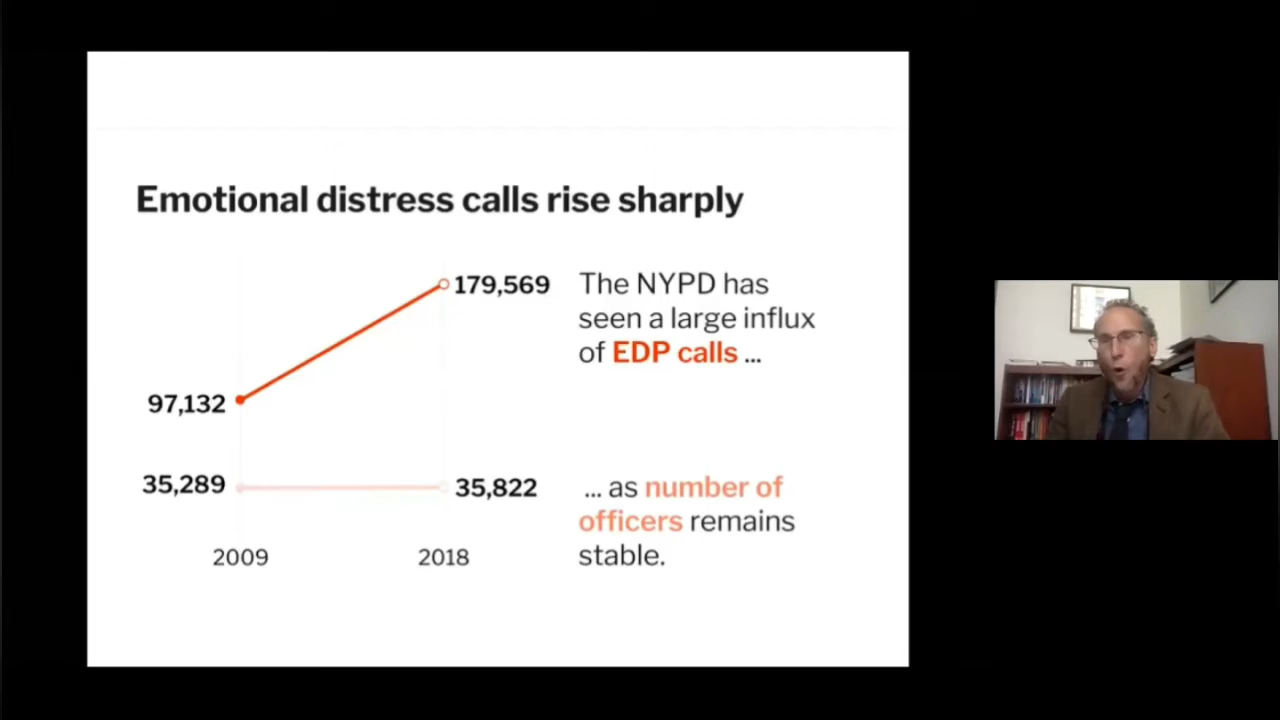 Emotional distress calls rise sharply
179,569
97,132
The NYPD has
seen a large influx
of EDP calls ...
35,289
35,822
... as number of
officers remains
stable.
2009
2018